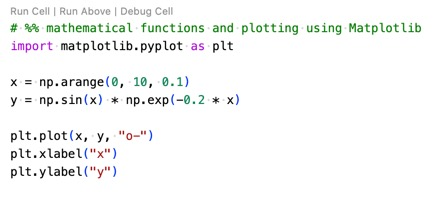 Run Cell | Run Above | Debug Cell
# %% mathematical functions and plotting using Matplotlib
import matplotlib.pyplot as plt
x = np.arange(0, 10, 0.1)
y = np.sin(x) * np.exp(-0.2 * x)
plt.plot(x, y, "o-")
plt.xlabel("x")
plt.ylabel("y")